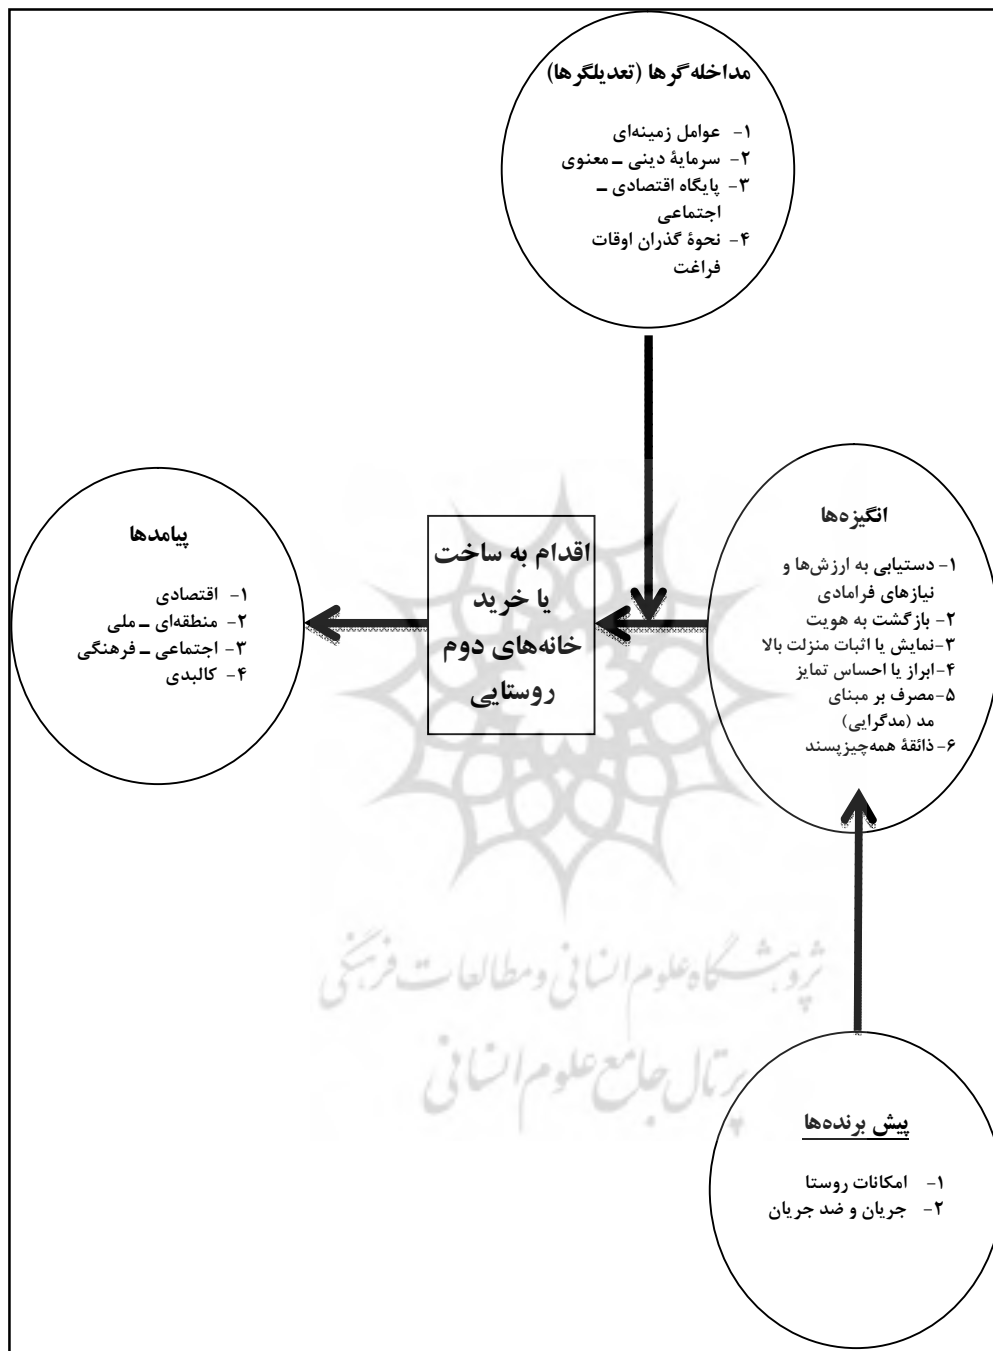 مداخله‌گرها (تعدیلگرها)
۱- عوامل زمینه‌ای
۲- سرمایهٔ دینی ـ معنوی
۳- پایگاه اقتصادی ـ
اجتماعی
۴- نحوهٔ گذران اوقات
فراغت
انگیزه‌ها
۱- دستیابی به ارزش‌ها و
نیازهای فرامادی
۲- بازگشت به هویت
۳-نمایش یا اثبات منزلت بالا
۴-ابراز یا احساس تمایز
۵-مصرف بر مبنای
مد (مدگرایی)
۶-ذائقهٔ همه‌چیزپسند
اقدام به ساخت
یا خرید
خانه‌های دوم
روستایی
پیامدها
۱- اقتصادی
۲- منطقه‌ای ـ ملی
۳- اجتماعی ـ فرهنگی
۴- کالبدی
پژوهشگاه علوم انسانی و مطالعات فرهنگی
پرتال جامع علوم انسانی
پیش برنده‌ها
۱- امکانات روستا
۲- جریان و ضد جریان